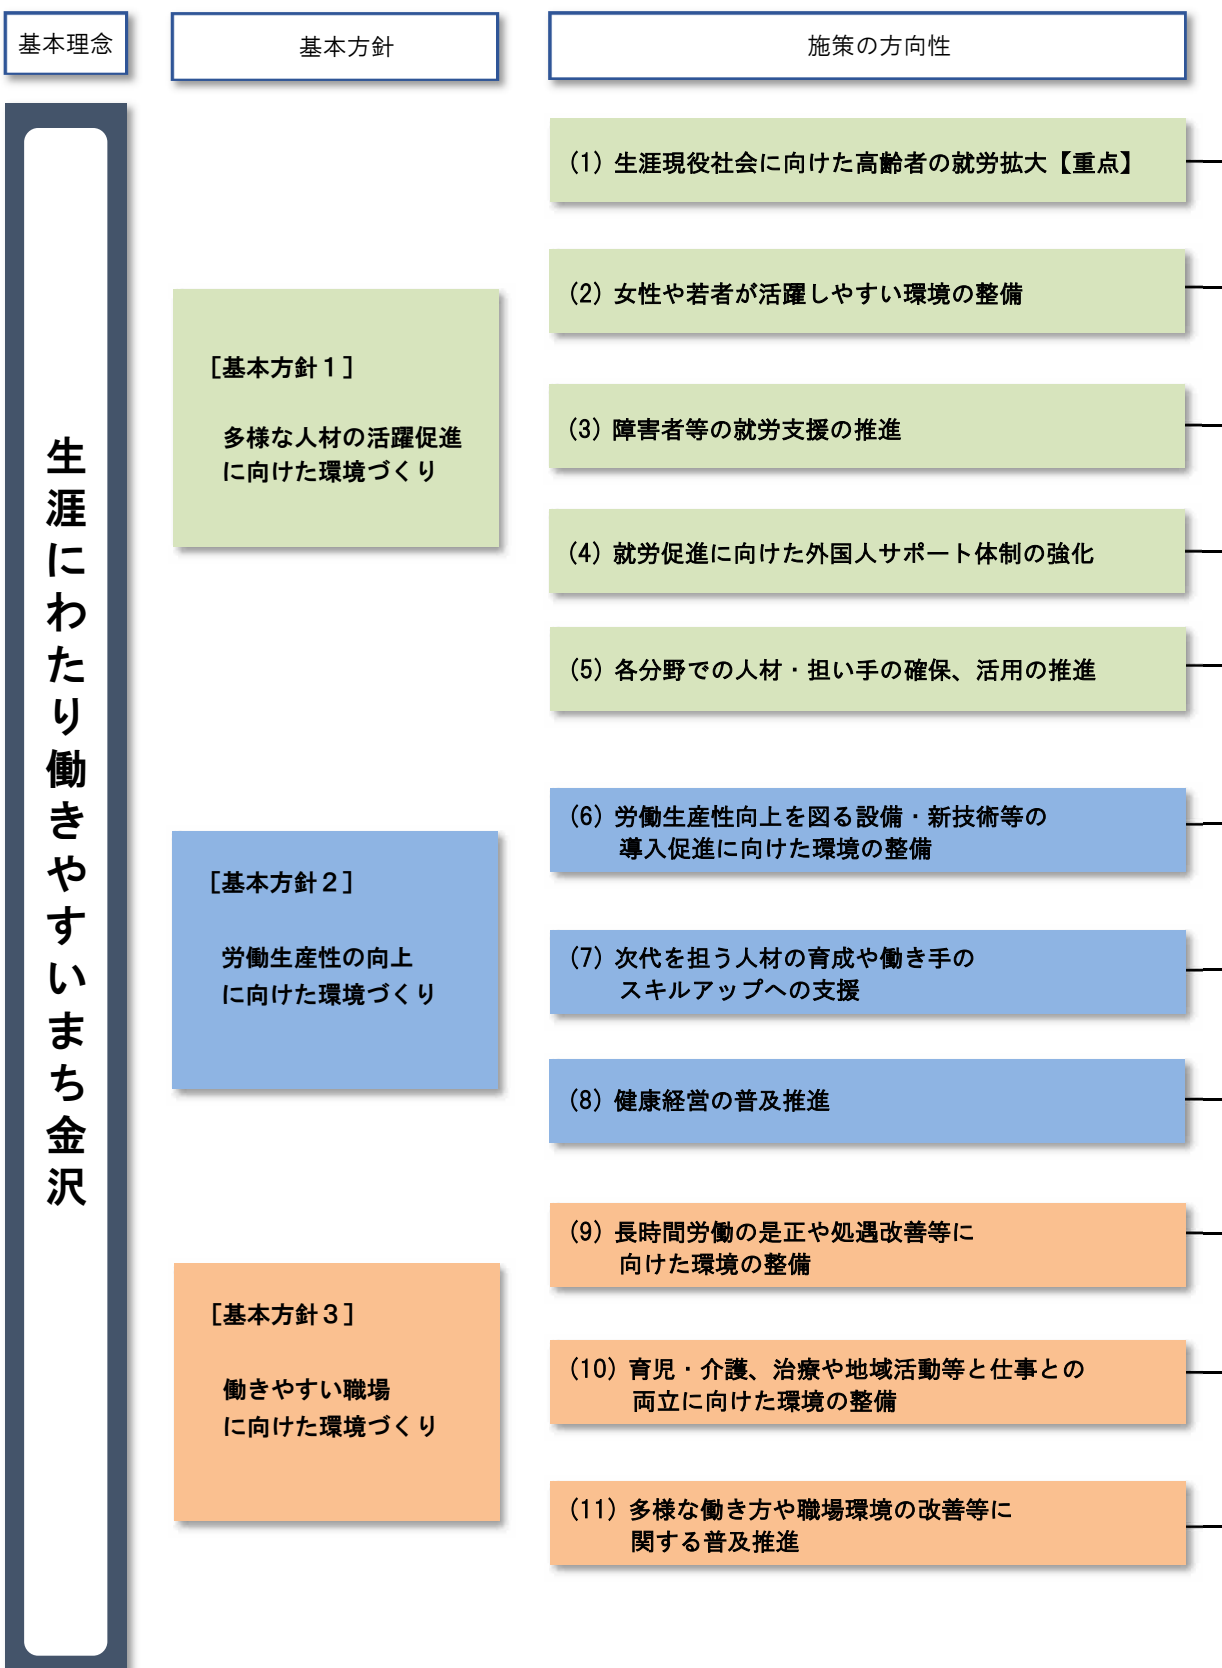 基本理念
基本方針
施策の方向性
生涯にわたり働きやすいまち金沢
［基本方針１］
多様な人材の活躍促進
に向けた環境づくり
(1) 生涯現役社会に向けた高齢者の就労拡大【重点】
(2) 女性や若者が活躍しやすい環境の整備
(3) 障害者等の就労支援の推進
(4) 就労促進に向けた外国人サポート体制の強化
(5) 各分野での人材・担い手の確保、活用の推進
［基本方針２］
労働生産性の向上
に向けた環境づくり
(6) 労働生産性向上を図る設備・新技術等の
導入促進に向けた環境の整備
(7) 次代を担う人材の育成や働き手の
スキルアップへの支援
(8) 健康経営の普及推進
［基本方針３］
働きやすい職場
に向けた環境づくり
(9) 長時間労働の是正や処遇改善等に
向けた環境の整備
(10) 育児・介護、治療や地域活動等と仕事との
両立に向けた環境の整備
(11) 多様な働き方や職場環境の改善等に
関する普及推進